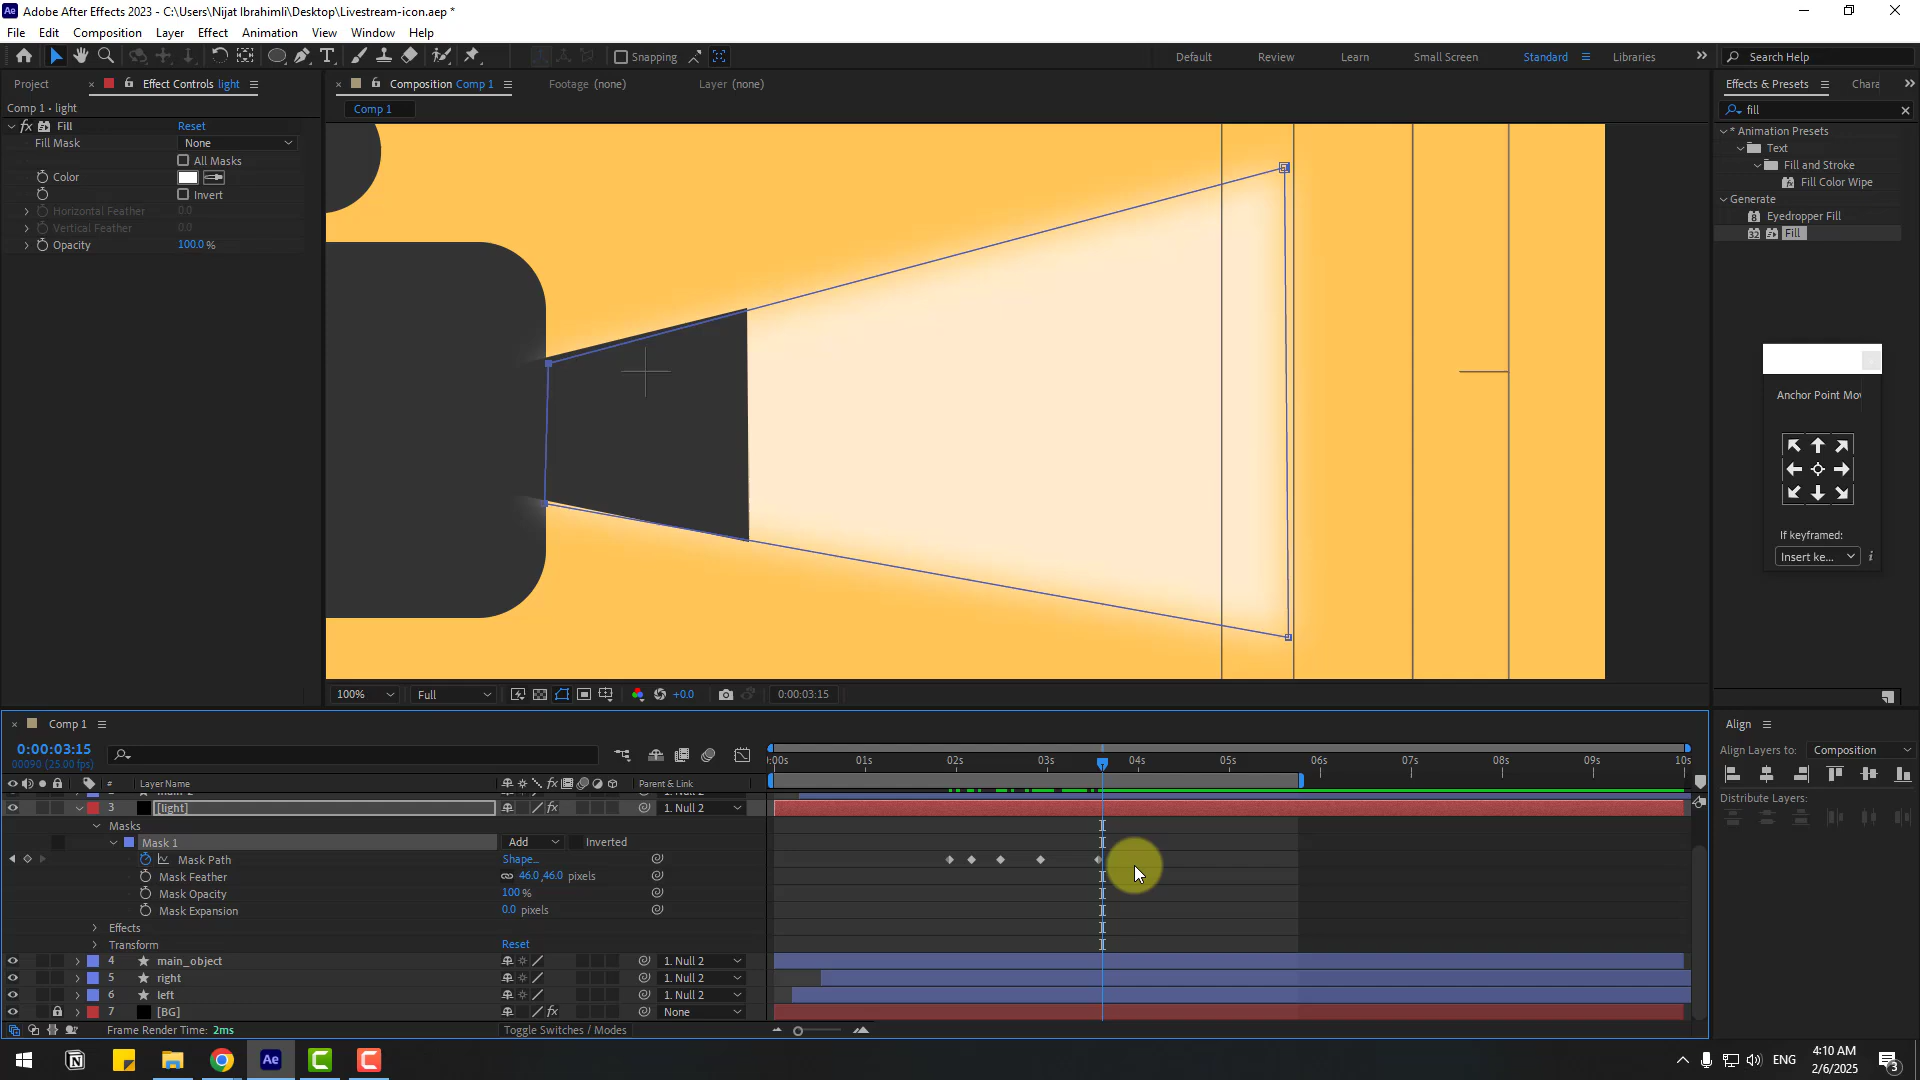 Adobe After Effects 2023 - C:\Users\Nijat Ibrahimli\Desktop\Livestream-icon.aep *
File Edit Composition Layer Effect Animation View Window Help
Snapping
Default Review Learn Small Screen Standard Libraries
Search Help
Project
Effect Controls light
Composition Comp 1
Footage (none)
Layer (none)
Effects & Presets
Chara
Comp 1 • light
Comp 1
fill
fx Fill Reset
Fill Mask None
All Masks
Color
Invert
Horizontal Feather 0.0
Vertical Feather 0.0
Opacity 100.0 %
* Animation Presets
Text
Fill and Stroke
Fill Color Wipe
Generate
Eyedropper Fill
Fill
Anchor Point Mov
If keyframed:
Insert ke...
100% Full +0.0 0:00:03:15
Comp 1
0:00:03:15
00090 (25.00 fps)
:00s 01s 02s 03s 04s 05s 06s 07s 08s 09s 10s
# Layer Name Parent & Link
3 [light] 1. Null 2
Masks
Mask 1 Add Inverted
Mask Path Shape...
Mask Feather 46.0,46.0 pixels
Mask Opacity 100 %
Mask Expansion 0.0 pixels
Effects
Transform Reset
4 main_object 1. Null 2
5 right 1. Null 2
6 left 1. Null 2
7 [BG] None
Frame Render Time: 2ms
Toggle Switches / Modes
Align
Align Layers to: Composition
Distribute Layers:
ENG
4:10 AM
2/6/2025
3